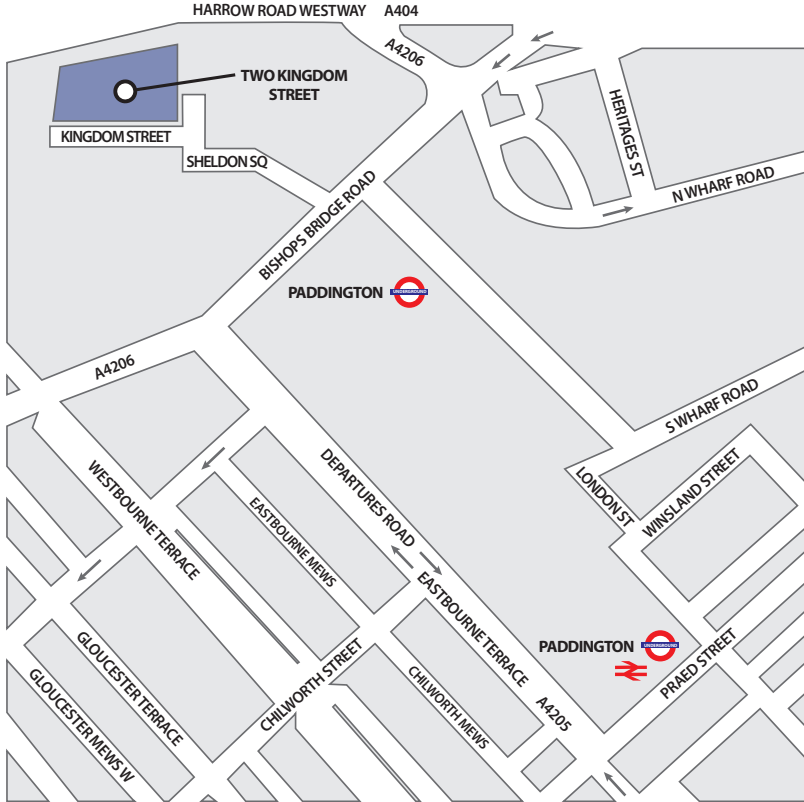 HARROW ROAD WESTWAY A404
A4206
TWO KINGDOM
STREET
KINGDOM STREET
SHELDON SQ
HERITAGES ST
N WHARF ROAD
BISHOPS BRIDGE ROAD
PADDINGTON
UNDERGROUND
A4206
S WHARF ROAD
DEPARTURES ROAD
LONDON ST
WINSLAND STREET
WESTBOURNE TERRACE
EASTBOURNE MEWS
EASTBOURNE TERRACE
PADDINGTON
UNDERGROUND
PRAED STREET
GLOUCESTER TERRACE
GLOUCESTER MEWS W
CHILWORTH STREET
CHILWORTH MEWS
A4205